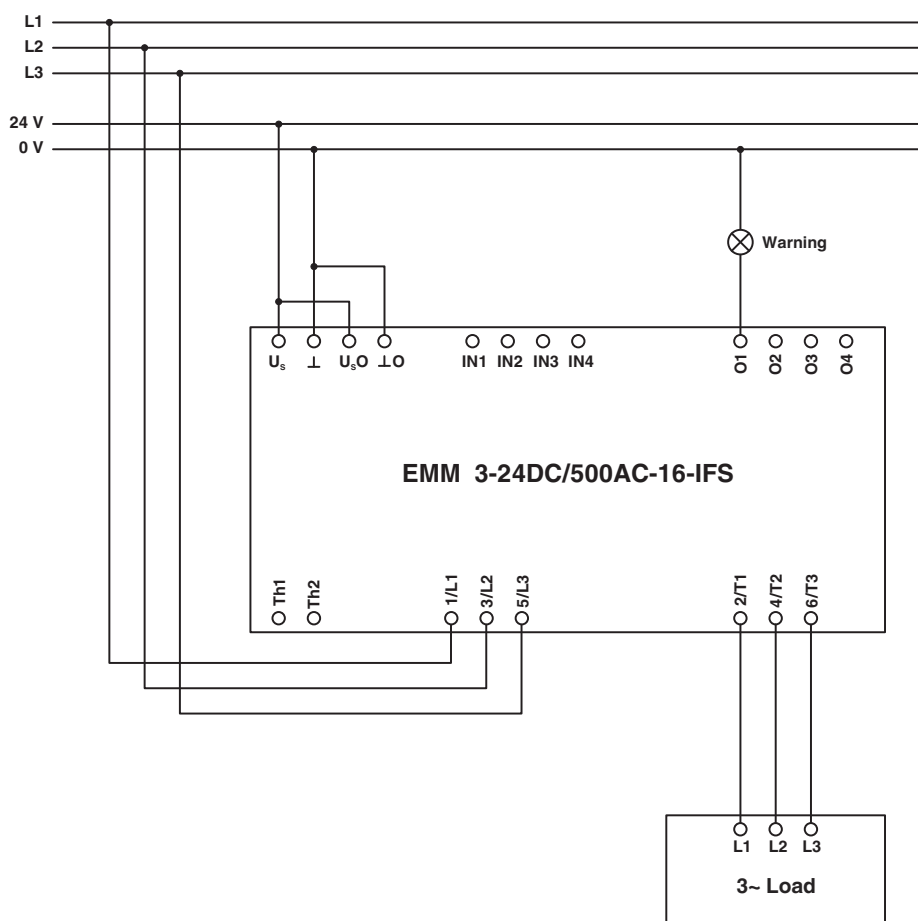 L1
L2
L3
24 V
0 V
Warning
Us ⊥ UsO ⊥O IN1 IN2 IN3 IN4 O1 O2 O3 O4
EMM 3-24DC/500AC-16-IFS
Th1 Th2 1/L1 3/L2 5/L3 2/T1 4/T2 6/T3
L1 L2 L3
3~ Load